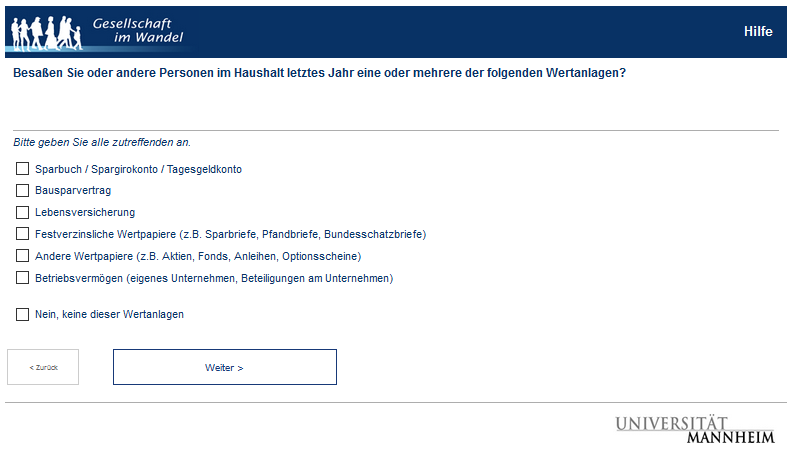 Gesellschaft
im Wandel
Hilfe
Besaßen Sie oder andere Personen im Haushalt letztes Jahr eine oder mehrere der folgenden Wertanlagen?
Bitte geben Sie alle zutreffenden an.
Sparbuch / Spargirokonto / Tagesgeldkonto
Bausparvertrag
Lebensversicherung
Festverzinsliche Wertpapiere (z.B. Sparbriefe, Pfandbriefe, Bundesschatzbriefe)
Andere Wertpapiere (z.B. Aktien, Fonds, Anleihen, Optionsscheine)
Betriebsvermögen (eigenes Unternehmen, Beteiligungen am Unternehmen)
Nein, keine dieser Wertanlagen
< Zurück
Weiter >
UNIVERSITÄT
MANNHEIM